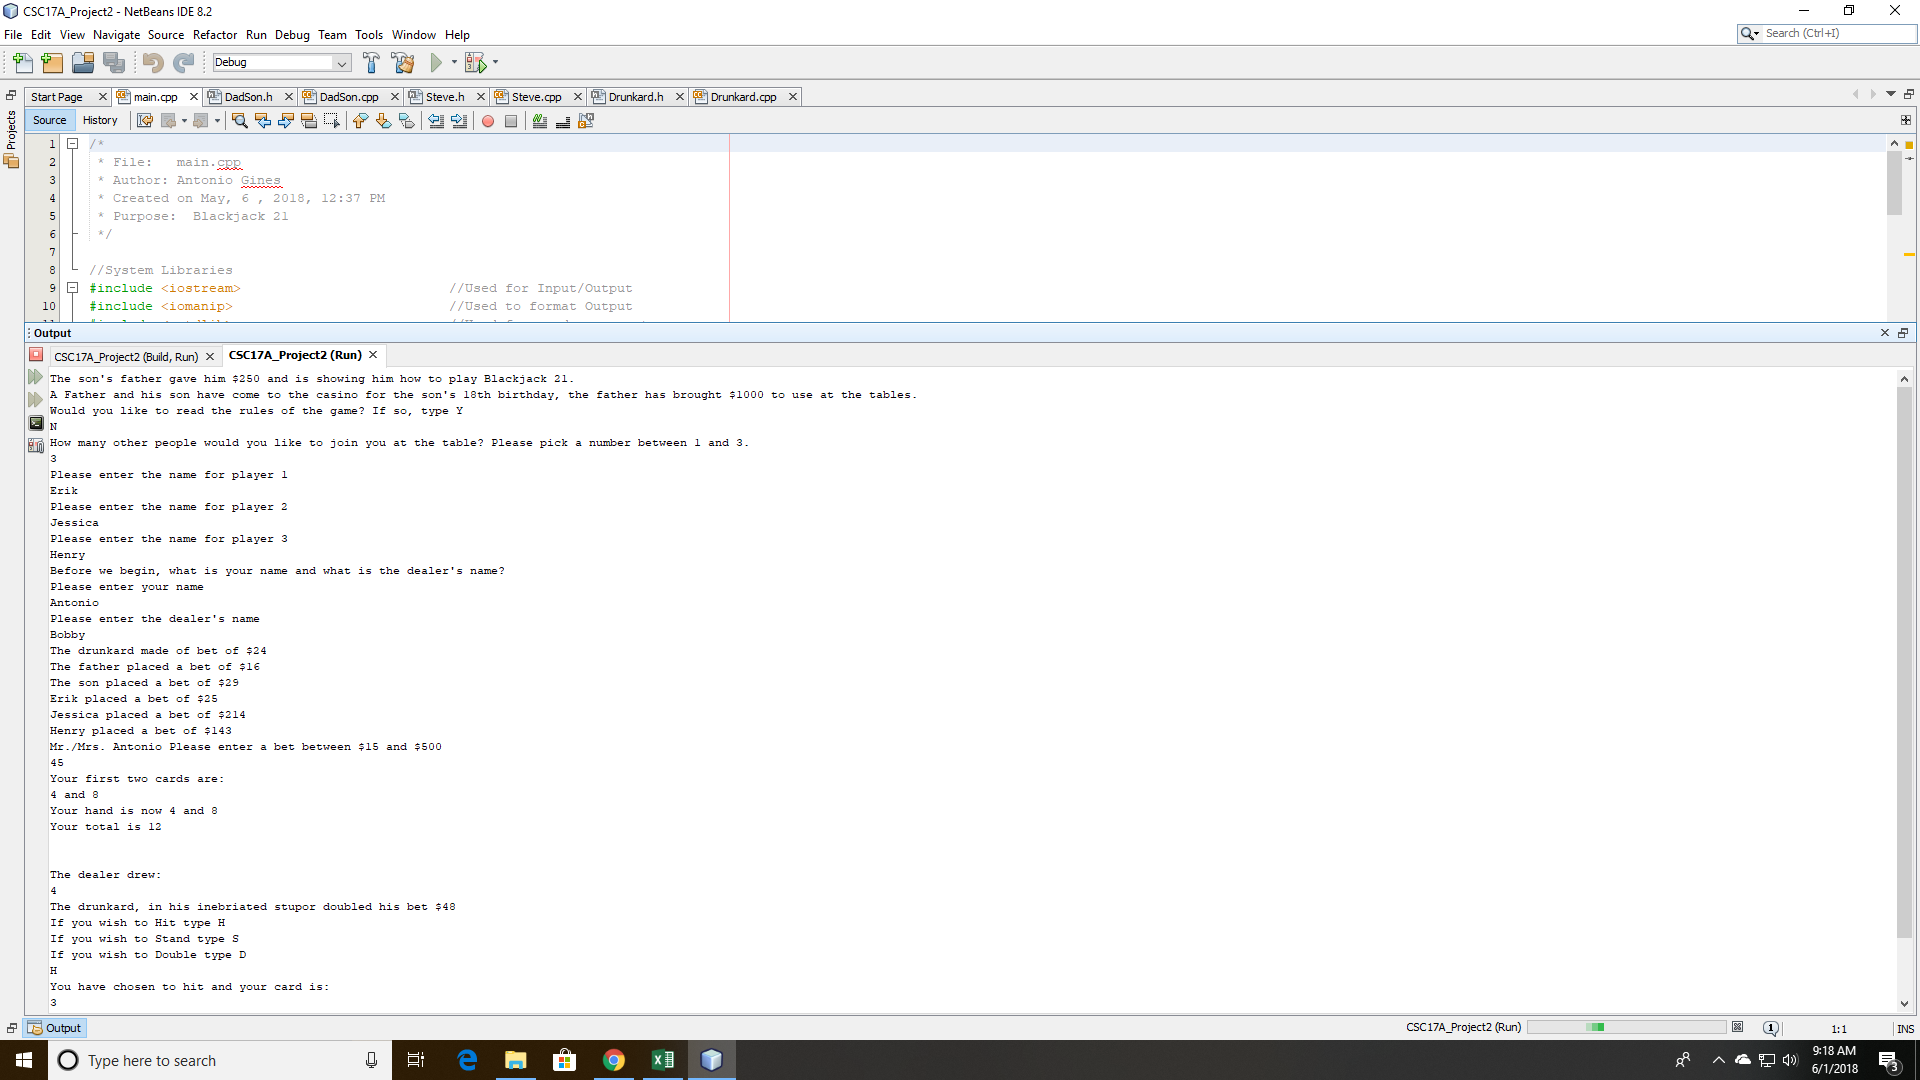 CSC17A_Project2 - NetBeans IDE 8.2
File Edit View Navigate Source Refactor Run Debug Team Tools Window Help
Search (Ctrl+I)
Debug
Start Page main.cpp DadSon.h DadSon.cpp Steve.h Steve.cpp Drunkard.h Drunkard.cpp
Projects
Source History
1 /*
2 * File: main.cpp
3 * Author: Antonio Gines
4 * Created on May, 6 , 2018, 12:37 PM
5 * Purpose: Blackjack 21
6 */
7
8 //System Libraries
9 #include <iostream> //Used for Input/Output
10 #include <iomanip> //Used to format Output
Output
CSC17A_Project2 (Build, Run) CSC17A_Project2 (Run)
The son's father gave him $250 and is showing him how to play Blackjack 21.
A Father and his son have come to the casino for the son's 18th birthday, the father has brought $1000 to use at the tables.
Would you like to read the rules of the game? If so, type Y
N
How many other people would you like to join you at the table? Please pick a number between 1 and 3.
3
Please enter the name for player 1
Erik
Please enter the name for player 2
Jessica
Please enter the name for player 3
Henry
Before we begin, what is your name and what is the dealer's name?
Please enter your name
Antonio
Please enter the dealer's name
Bobby
The drunkard made of bet of $24
The father placed a bet of $16
The son placed a bet of $29
Erik placed a bet of $25
Jessica placed a bet of $214
Henry placed a bet of $143
Mr./Mrs. Antonio Please enter a bet between $15 and $500
45
Your first two cards are:
4 and 8
Your hand is now 4 and 8
Your total is 12
The dealer drew:
4
The drunkard, in his inebriated stupor doubled his bet $48
If you wish to Hit type H
If you wish to Stand type S
If you wish to Double type D
H
You have chosen to hit and your card is:
3
Output
CSC17A_Project2 (Run)
1
1:1
INS
Type here to search
9:18 AM
6/1/2018
3